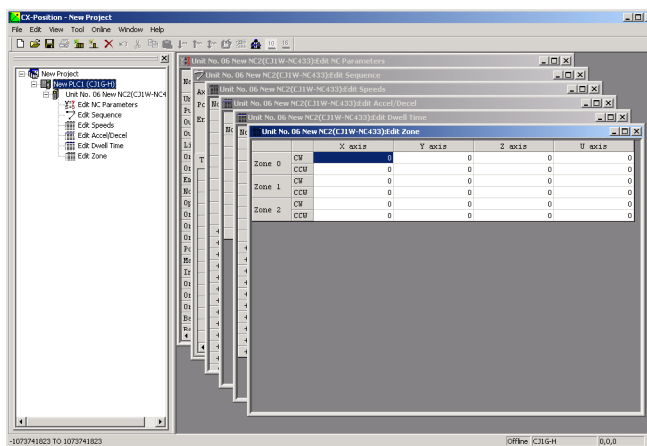 CX-Position - New Project
File Edit View Tool Online Window Help
New Project
New PLC1 (CJ1G-H)
Unit No. 06 New NC2(CJ1W-NC4
Edit NC Parameters
Edit Sequence
Edit Speeds
Edit Accel/Decel
Edit Dwell Time
Edit Zone
Unit No. 06 New NC2(CJ1W-NC433):Edit NC Parameters
Unit No. 06 New NC2(CJ1W-NC433):Edit Sequence
Unit No. 06 New NC2(CJ1W-NC433):Edit Speeds
Unit No. 06 New NC2(CJ1W-NC433):Edit Accel/Decel
Unit No. 06 New NC2(CJ1W-NC433):Edit Dwell Time
Unit No. 06 New NC2(CJ1W-NC433):Edit Zone
X axis Y axis Z axis U axis
Zone 0 CW 0 0 0 0
CCW 0 0 0 0
Zone 1 CW 0 0 0 0
CCW 0 0 0 0
Zone 2 CW 0 0 0 0
CCW 0 0 0 0
-1073741823 TO 1073741823
Offline CJ1G-H 0,0,0